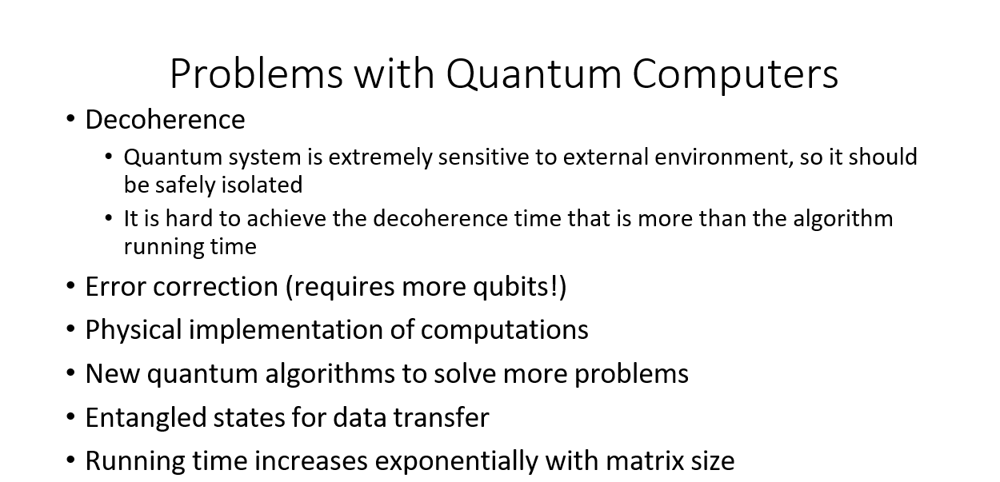 Problems with Quantum Computers
• Decoherence
• Quantum system is extremely sensitive to external environment, so it should
be safely isolated
• It is hard to achieve the decoherence time that is more than the algorithm
running time
• Error correction (requires more qubits!)
• Physical implementation of computations
• New quantum algorithms to solve more problems
• Entangled states for data transfer
• Running time increases exponentially with matrix size